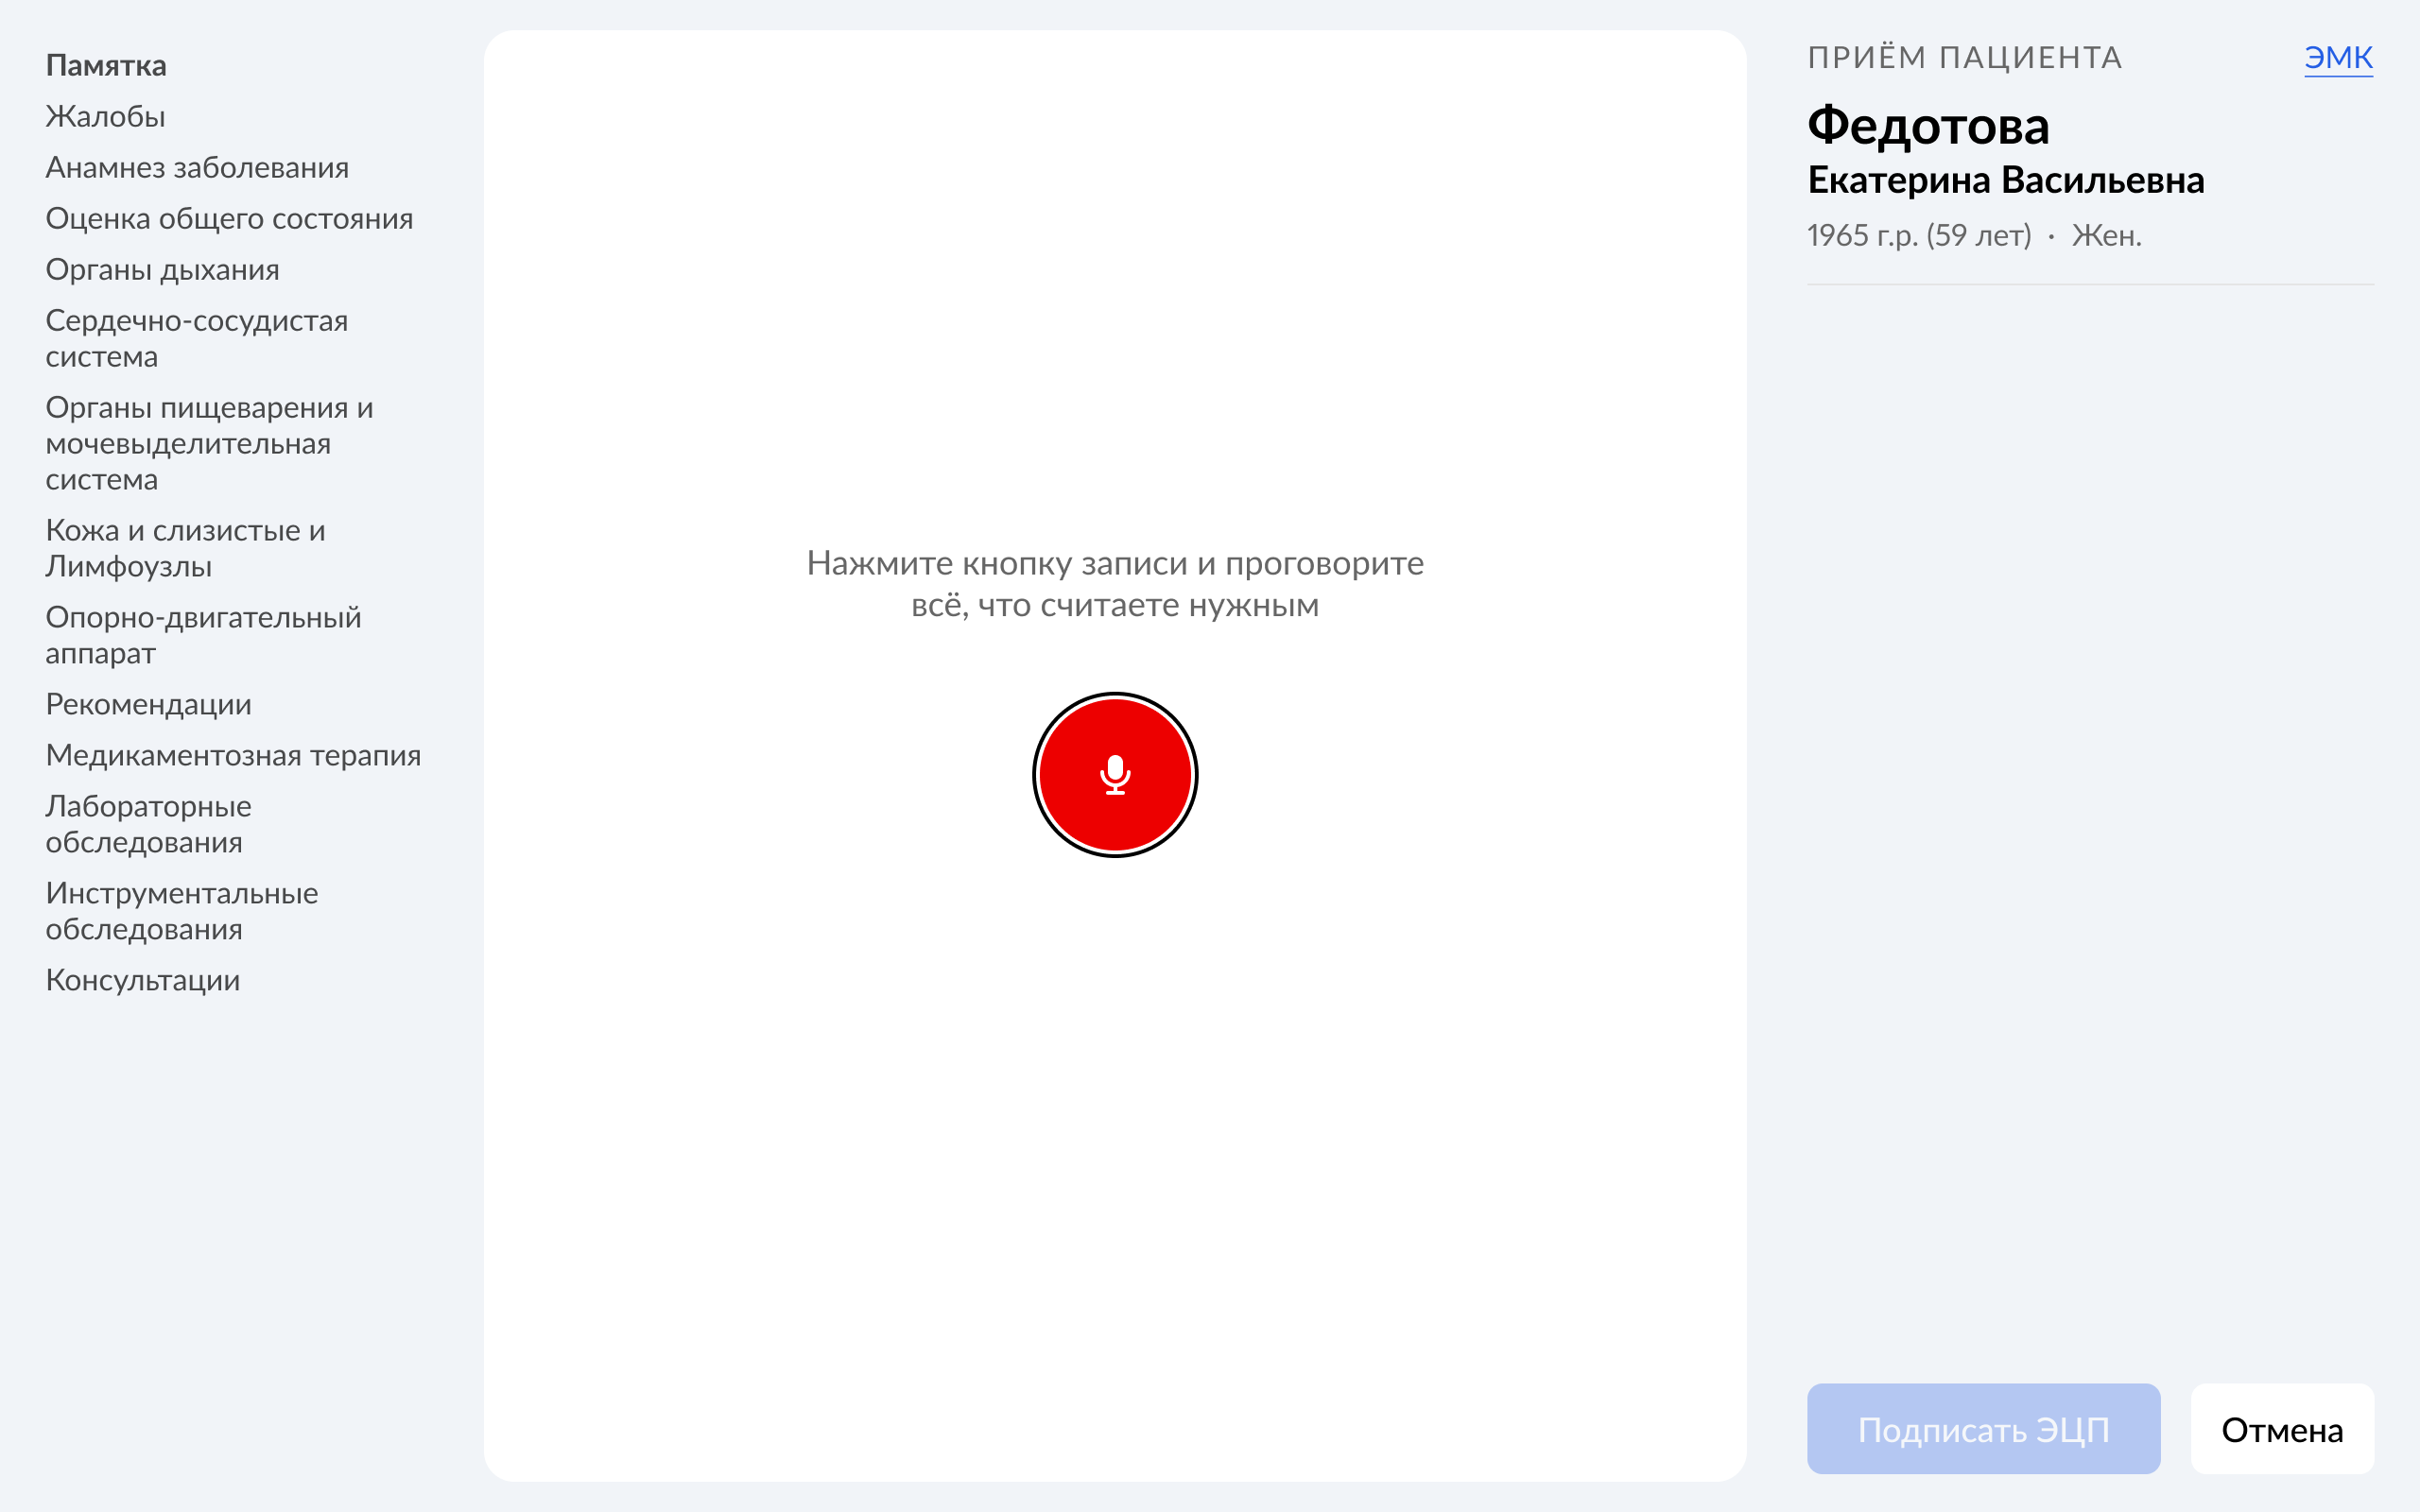 Памятка
Жалобы
Анамнез заболевания
Оценка общего состояния
Органы дыхания
Сердечно-сосудистая
система
Органы пищеварения и
мочевыделительная
система
Кожа и слизистые и
Лимфоузлы
Опорно-двигательный
аппарат
Рекомендации
Медикаментозная терапия
Лабораторные
обследования
Инструментальные
обследования
Консультации
Нажмите кнопку записи и проговорите
всё, что считаете нужным
ПРИЁМ ПАЦИЕНТА ЭМК
Федотова
Екатерина Васильевна
1965 г.р. (59 лет) · Жен.
Подписать ЭЦП Отмена